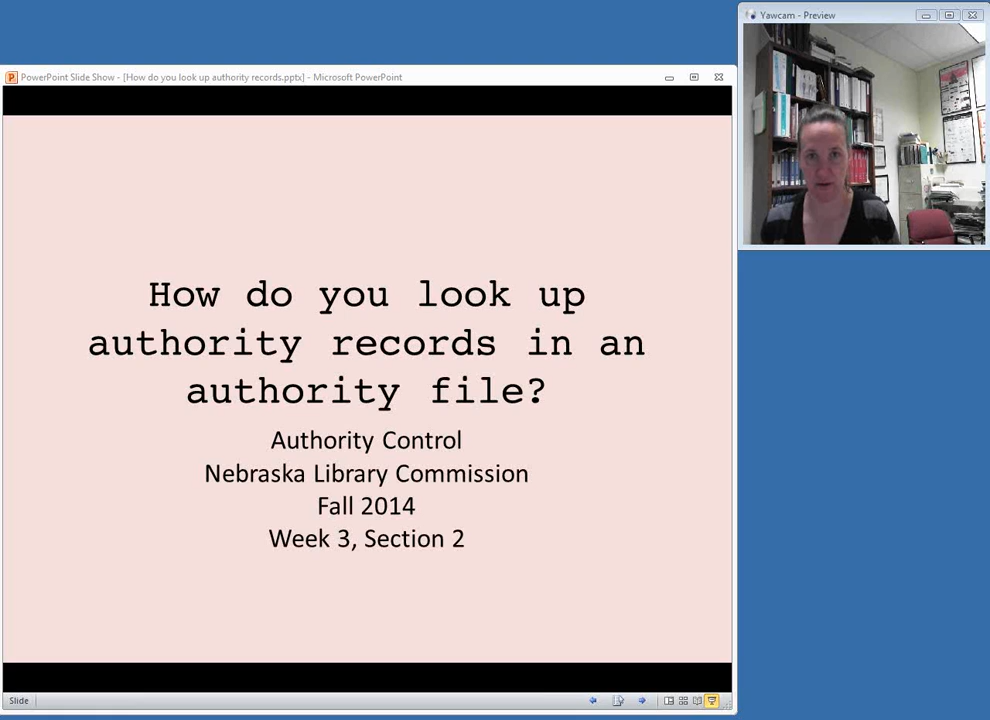 Yawcam - Preview
PowerPoint Slide Show - [How do you look up authority records.pptx] - Microsoft PowerPoint
How do you look up
authority records in an
authority file?
Authority Control
Nebraska Library Commission
Fall 2014
Week 3, Section 2
Slide